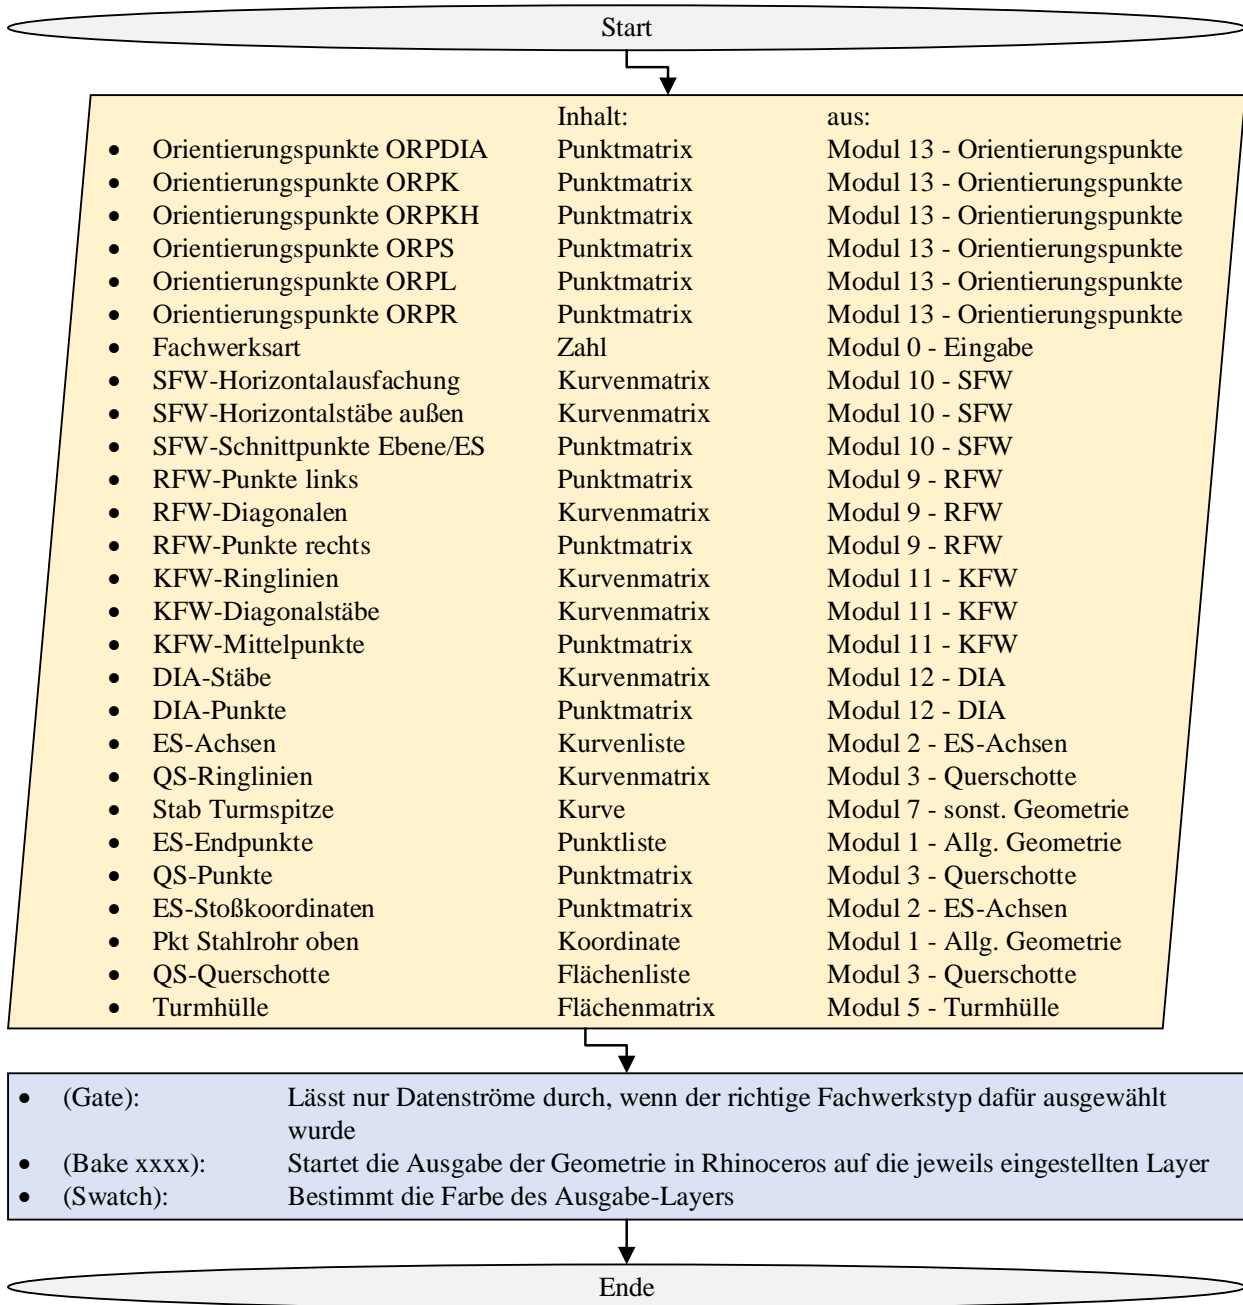 Start
Inhalt: aus:
• Orientierungspunkte ORPDIA Punktmatrix Modul 13 - Orientierungspunkte
• Orientierungspunkte ORPK Punktmatrix Modul 13 - Orientierungspunkte
• Orientierungspunkte ORPKH Punktmatrix Modul 13 - Orientierungspunkte
• Orientierungspunkte ORPS Punktmatrix Modul 13 - Orientierungspunkte
• Orientierungspunkte ORPL Punktmatrix Modul 13 - Orientierungspunkte
• Orientierungspunkte ORPR Punktmatrix Modul 13 - Orientierungspunkte
• Fachwerksart Zahl Modul 0 - Eingabe
• SFW-Horizontalausfachung Kurvenmatrix Modul 10 - SFW
• SFW-Horizontalstäbe außen Kurvenmatrix Modul 10 - SFW
• SFW-Schnittpunkte Ebene/ES Punktmatrix Modul 10 - SFW
• RFW-Punkte links Punktmatrix Modul 9 - RFW
• RFW-Diagonalen Kurvenmatrix Modul 9 - RFW
• RFW-Punkte rechts Punktmatrix Modul 9 - RFW
• KFW-Ringlinien Kurvenmatrix Modul 11 - KFW
• KFW-Diagonalstäbe Kurvenmatrix Modul 11 - KFW
• KFW-Mittelpunkte Punktmatrix Modul 11 - KFW
• DIA-Stäbe Kurvenmatrix Modul 12 - DIA
• DIA-Punkte Punktmatrix Modul 12 - DIA
• ES-Achsen Kurvenliste Modul 2 - ES-Achsen
• QS-Ringlinien Kurvenmatrix Modul 3 - Querschotte
• Stab Turmspitze Kurve Modul 7 - sonst. Geometrie
• ES-Endpunkte Punktliste Modul 1 - Allg. Geometrie
• QS-Punkte Punktmatrix Modul 3 - Querschotte
• ES-Stoßkoordinaten Punktmatrix Modul 2 - ES-Achsen
• Pkt Stahlrohr oben Koordinate Modul 1 - Allg. Geometrie
• QS-Querschotte Flächenliste Modul 3 - Querschotte
• Turmhülle Flächenmatrix Modul 5 - Turmhülle
• (Gate): Lässt nur Datenströme durch, wenn der richtige Fachwerkstyp dafür ausgewählt
wurde
• (Bake xxxx): Startet die Ausgabe der Geometrie in Rhinoceros auf die jeweils eingestellten Layer
• (Swatch): Bestimmt die Farbe des Ausgabe-Layers
Ende